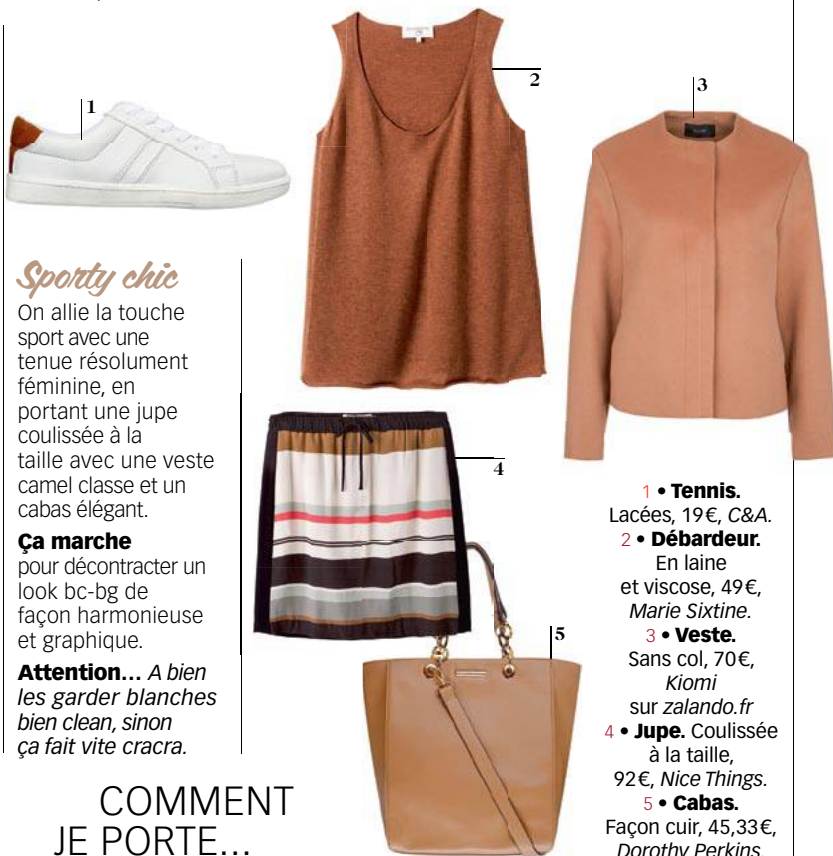 1
2
3
Sporty chic
On allie la touche
sport avec une
tenue résolument
féminine, en
portant une jupe
coulissée à la
taille avec une veste
camel classe et un
cabas élégant.
Ça marche
pour décontracter un
look bc-bg de
façon harmonieuse
et graphique.
Attention... A bien
les garder blanches
bien clean, sinon
ça fait vite cracra.
4
5
1 • Tennis.
Lacées, 19€, C&A.
2 • Débardeur.
En laine
et viscose, 49€,
Marie Sixtine.
3 • Veste.
Sans col, 70€,
Kiomi
sur zalando.fr
4 • Jupe. Coulissée
à la taille,
92€, Nice Things.
5 • Cabas.
Façon cuir, 45,33€,
Dorothy Perkins.
COMMENT
JE PORTE...